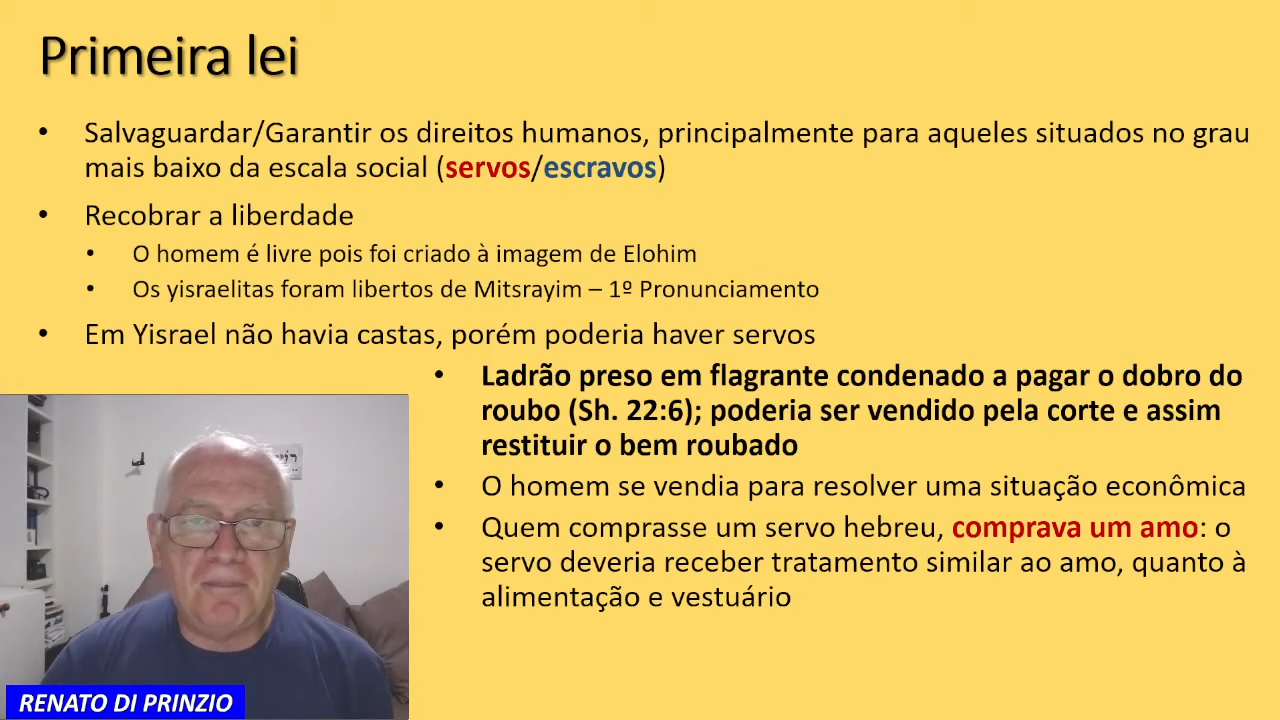 Primeira lei
• Salvaguardar/Garantir os direitos humanos, principalmente para aqueles situados no grau
mais baixo da escala social (servos/escravos)
• Recobrar a liberdade
• O homem é livre pois foi criado à imagem de Elohim
• Os yisraelitas foram libertos de Mitsrayim – 1º Pronunciamento
• Em Yisrael não havia castas, porém poderia haver servos
• Ladrão preso em flagrante condenado a pagar o dobro do
roubo (Sh. 22:6); poderia ser vendido pela corte e assim
restituir o bem roubado
• O homem se vendia para resolver uma situação econômica
• Quem comprasse um servo hebreu, comprava um amo: o
servo deveria receber tratamento similar ao amo, quanto à
alimentação e vestuário
RENATO DI PRINZIO